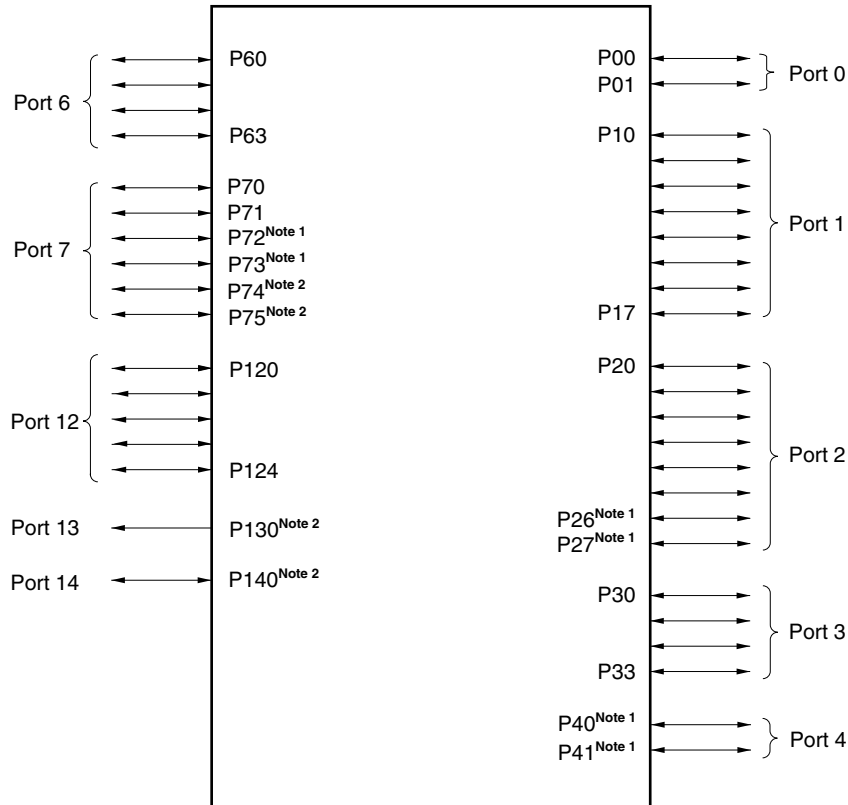 Port 6
P60
P63
Port 7
P70
P71
P72Note 1
P73Note 1
P74Note 2
P75Note 2
Port 12
P120
P124
Port 13
P130Note 2
Port 14
P140Note 2
P00
P01
Port 0
P10
P17
Port 1
P20
P26Note 1
P27Note 1
Port 2
P30
P33
Port 3
P40Note 1
P41Note 1
Port 4